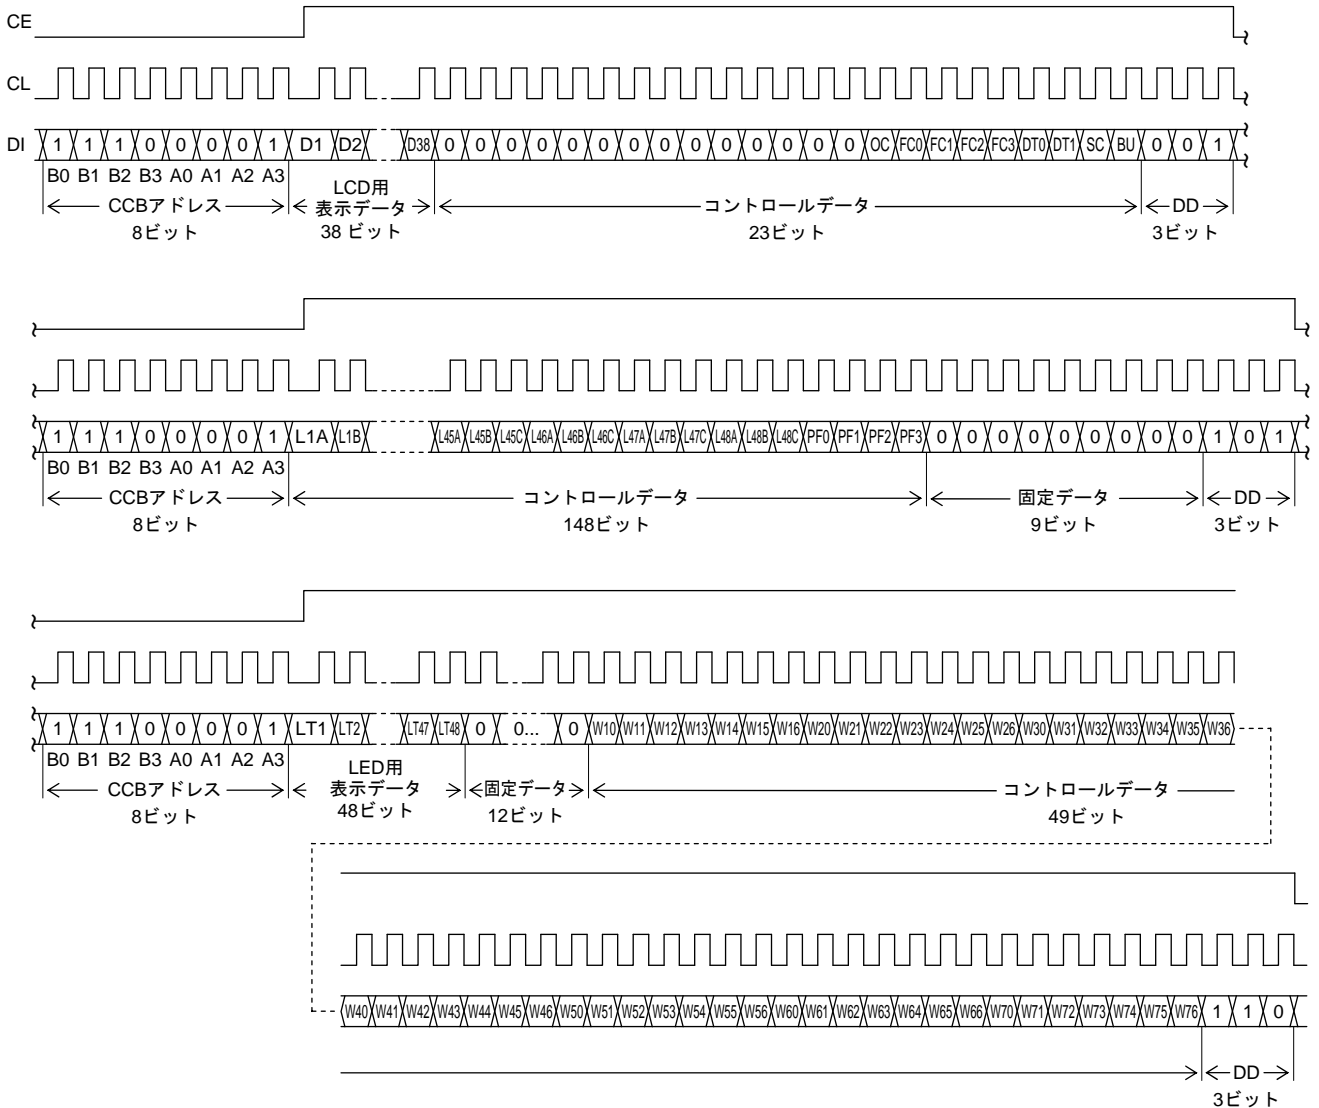 CE
CL
DI 1 1 1 0 0 0 0 1 D1 D2 D38 0 0 0 0 0 0 0 0 0 0 0 0 0 0 OC FC0 FC1 FC2 FC3 DT0 DT1 SC BU 0 0 1
B0 B1 B2 B3 A0 A1 A2 A3
CCBアドレス
8ビット
LCD用
表示データ
38 ビット
コントロールデータ
23ビット
DD
3ビット
1 1 1 0 0 0 0 1 L1A L1B L45A L45B L45C L46A L46B L46C L47A L47B L47C L48A L48B L48C PF0 PF1 PF2 PF3 0 0 0 0 0 0 0 0 0 1 0 1
B0 B1 B2 B3 A0 A1 A2 A3
CCBアドレス
8ビット
コントロールデータ
148ビット
固定データ
9ビット
DD
3ビット
1 1 1 0 0 0 0 1 LT1 LT2 LT47 LT48 0 0... 0 W10 W11 W12 W13 W14 W15 W16 W20 W21 W22 W23 W24 W25 W26 W30 W31 W32 W33 W34 W35 W36
B0 B1 B2 B3 A0 A1 A2 A3
CCBアドレス
8ビット
LED用
表示データ
48ビット
固定データ
12ビット
コントロールデータ
49ビット
W40 W41 W42 W43 W44 W45 W46 W50 W51 W52 W53 W54 W55 W56 W60 W61 W62 W63 W64 W65 W66 W70 W71 W72 W73 W74 W75 W76 1 1 0
DD
3ビット